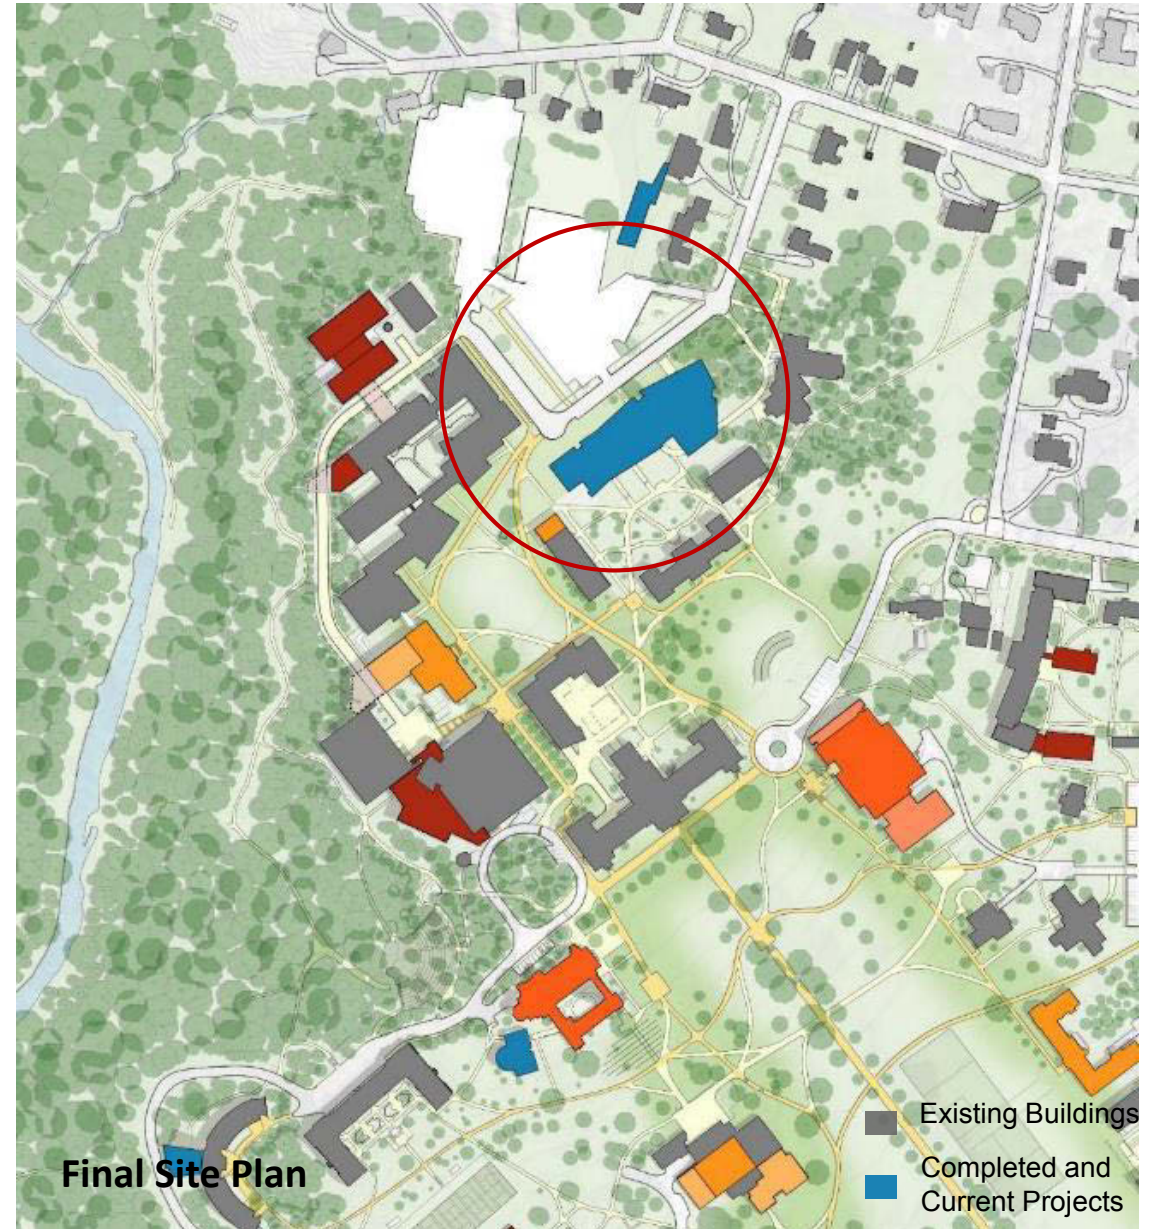 Existing Buildings
Completed and
Current Projects
Final Site Plan